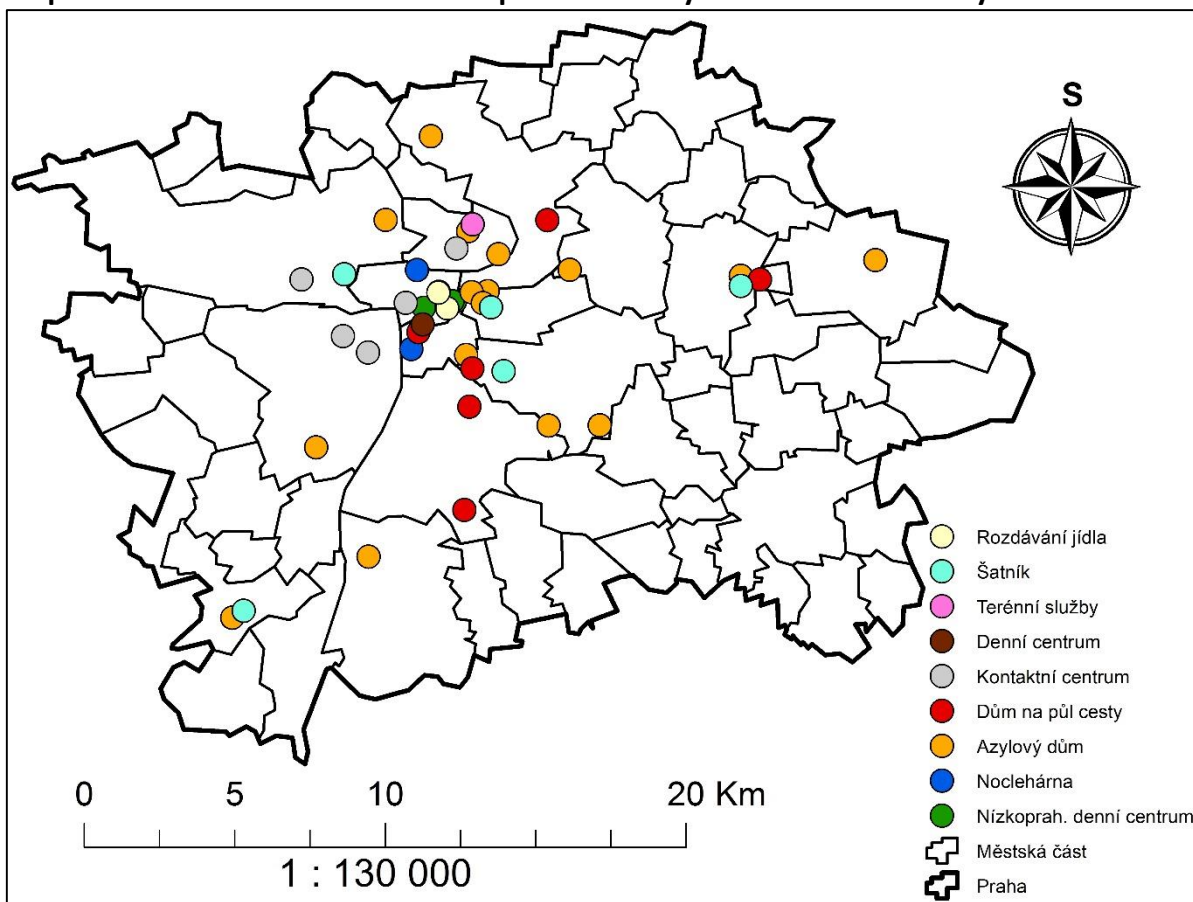 S
Rozdávání jídla
Šatník
Terénní služby
Denní centrum
Kontaktní centrum
Dům na půl cesty
Azylový dům
Noclehárna
Nízkoprah. denní centrum
Městská část
Praha
0 5 10 20 Km
1 : 130 000